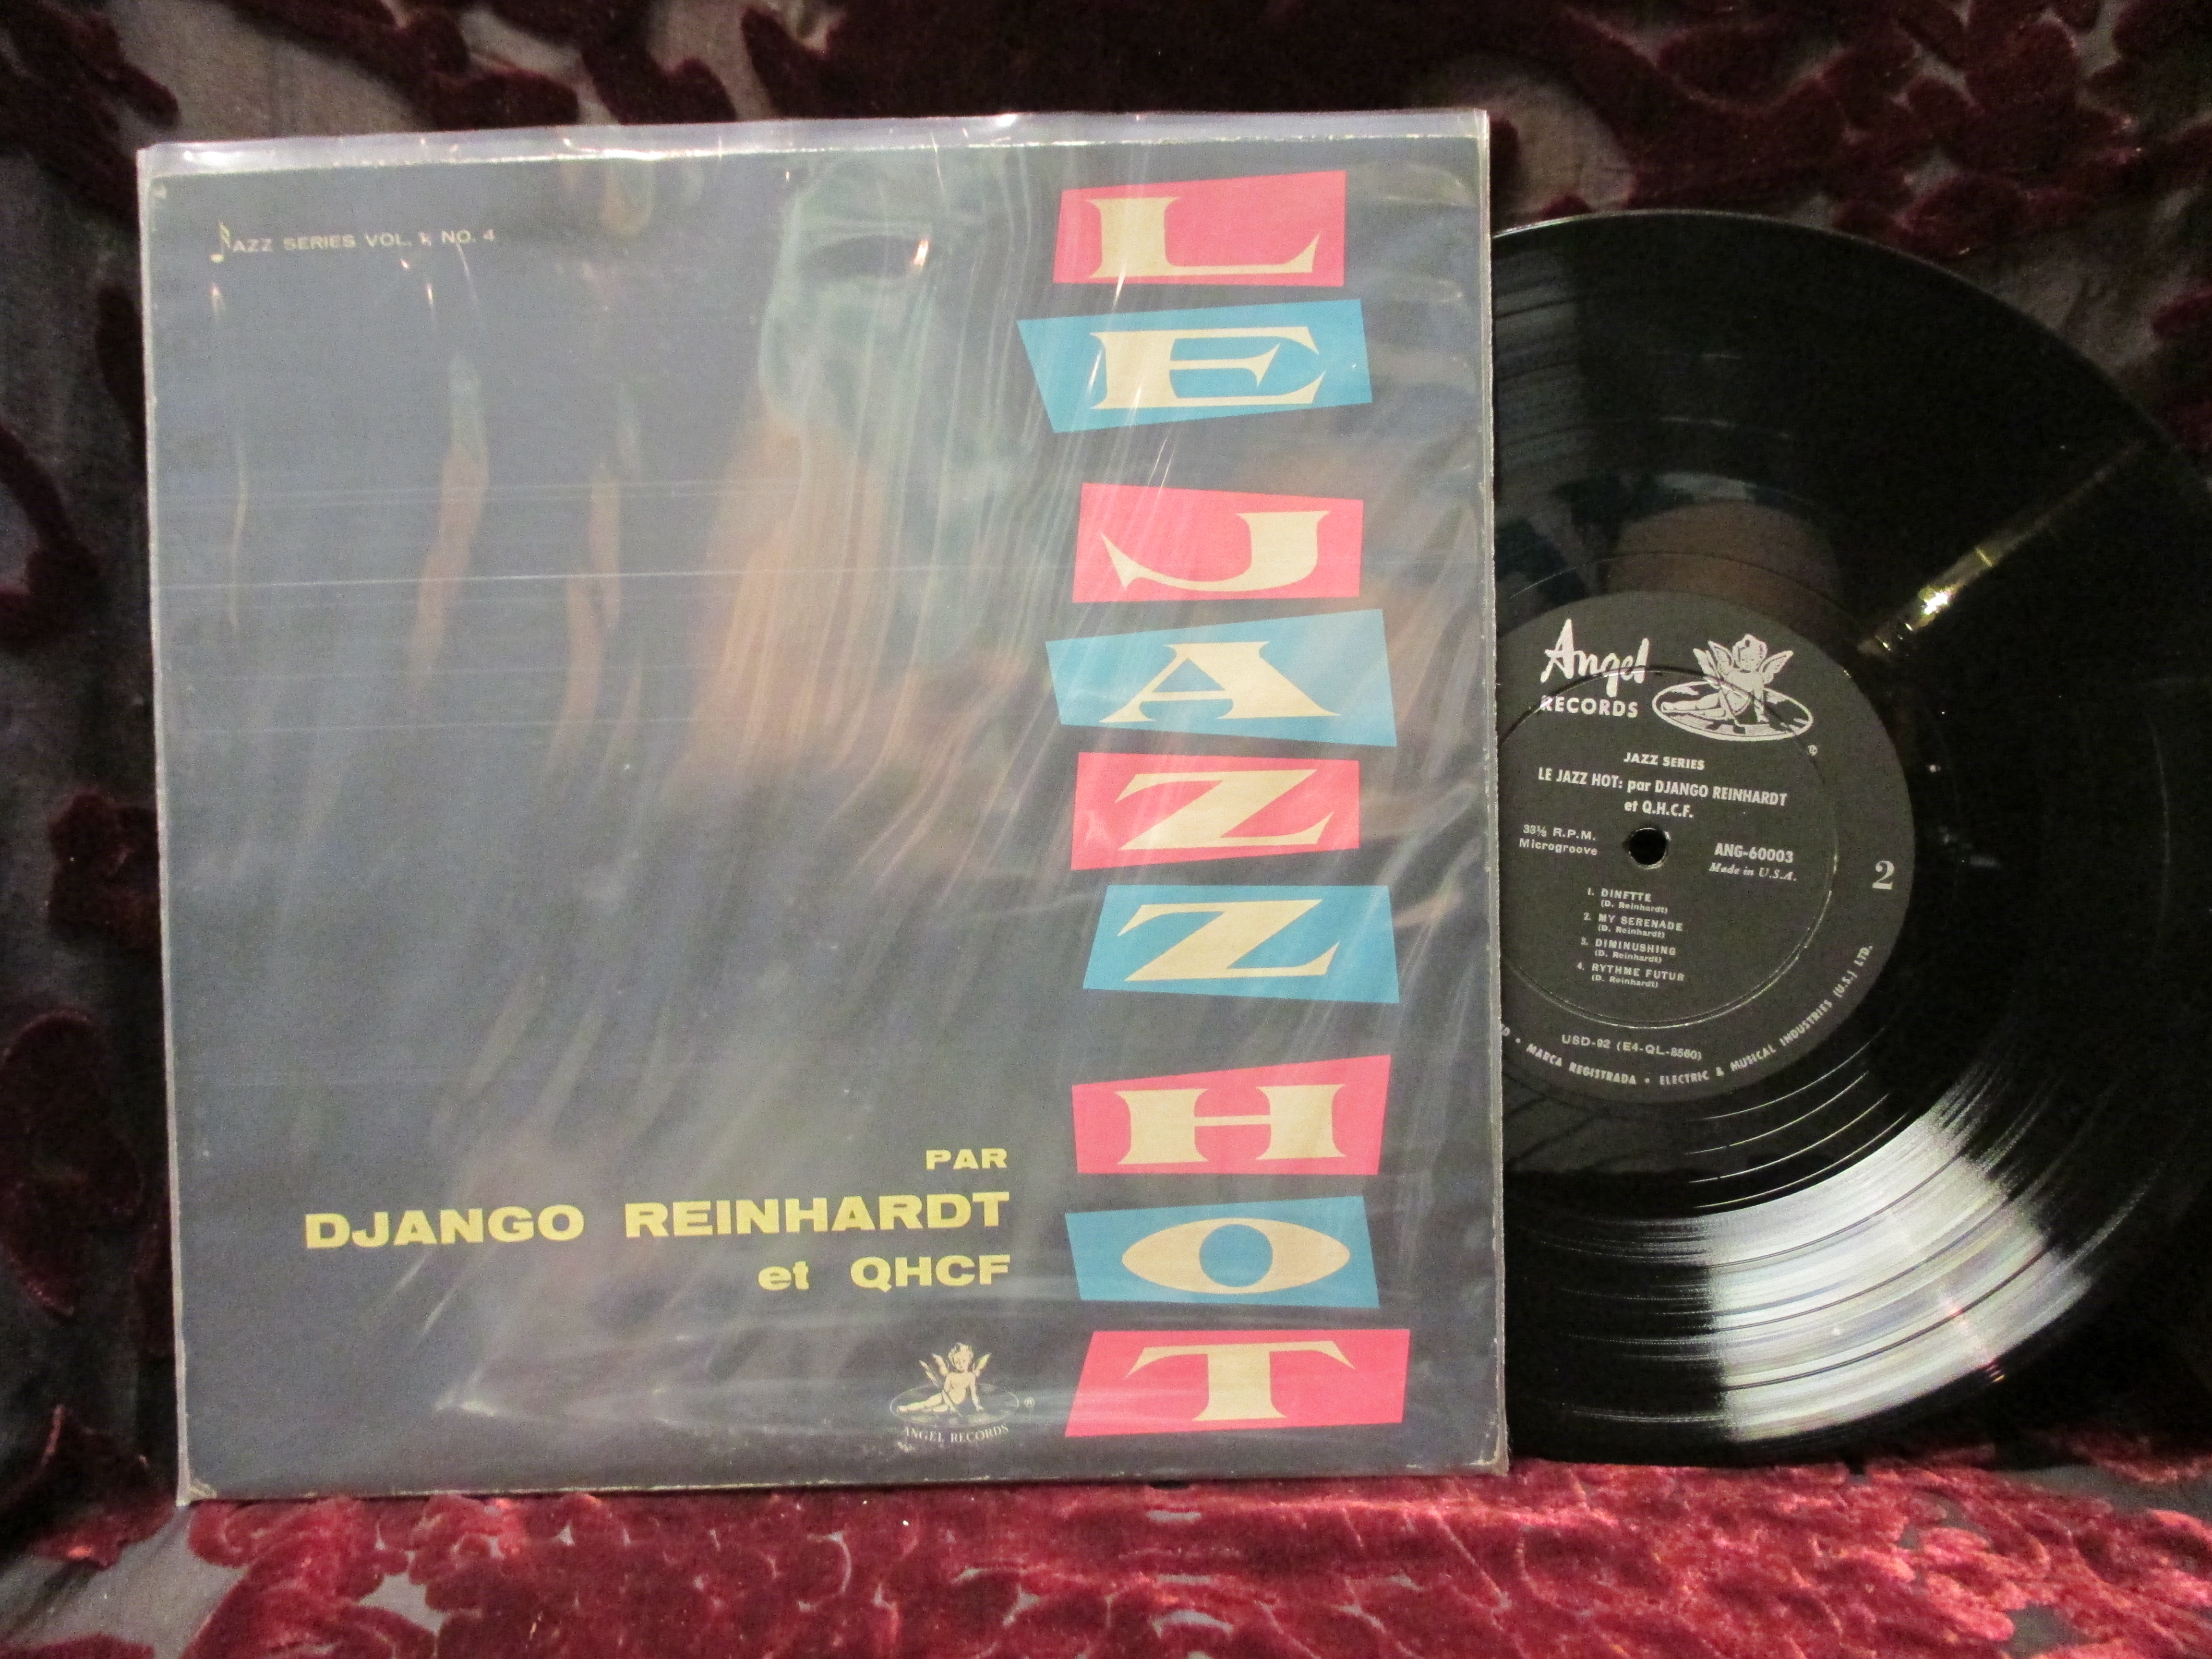 JAZZ SERIES VOL. 1, NO. 4
LE JAZZ HOT
PAR
DJANGO REINHARDT
et QHCF
®
ANGEL RECORDS
Angel
RECORDS
®
JAZZ SERIES
LE JAZZ HOT: par DJANGO REINHARDT
et Q.H.C.F.
33⅓ R.P.M.
Microgroove
ANG-60003
Made in U.S.A.
2
1. DINETTE
(D. Reinhardt)
2. MY SERENADE
(D. Reinhardt)
3. DIMINUSHING
(D. Reinhardt)
4. RYTHME FUTUR
(D. Reinhardt)
USD-92 (E4-QL-8560)
• MARCA REGISTRADA • ELECTRIC & MUSICAL INDUSTRIES (U.S.) LTD.